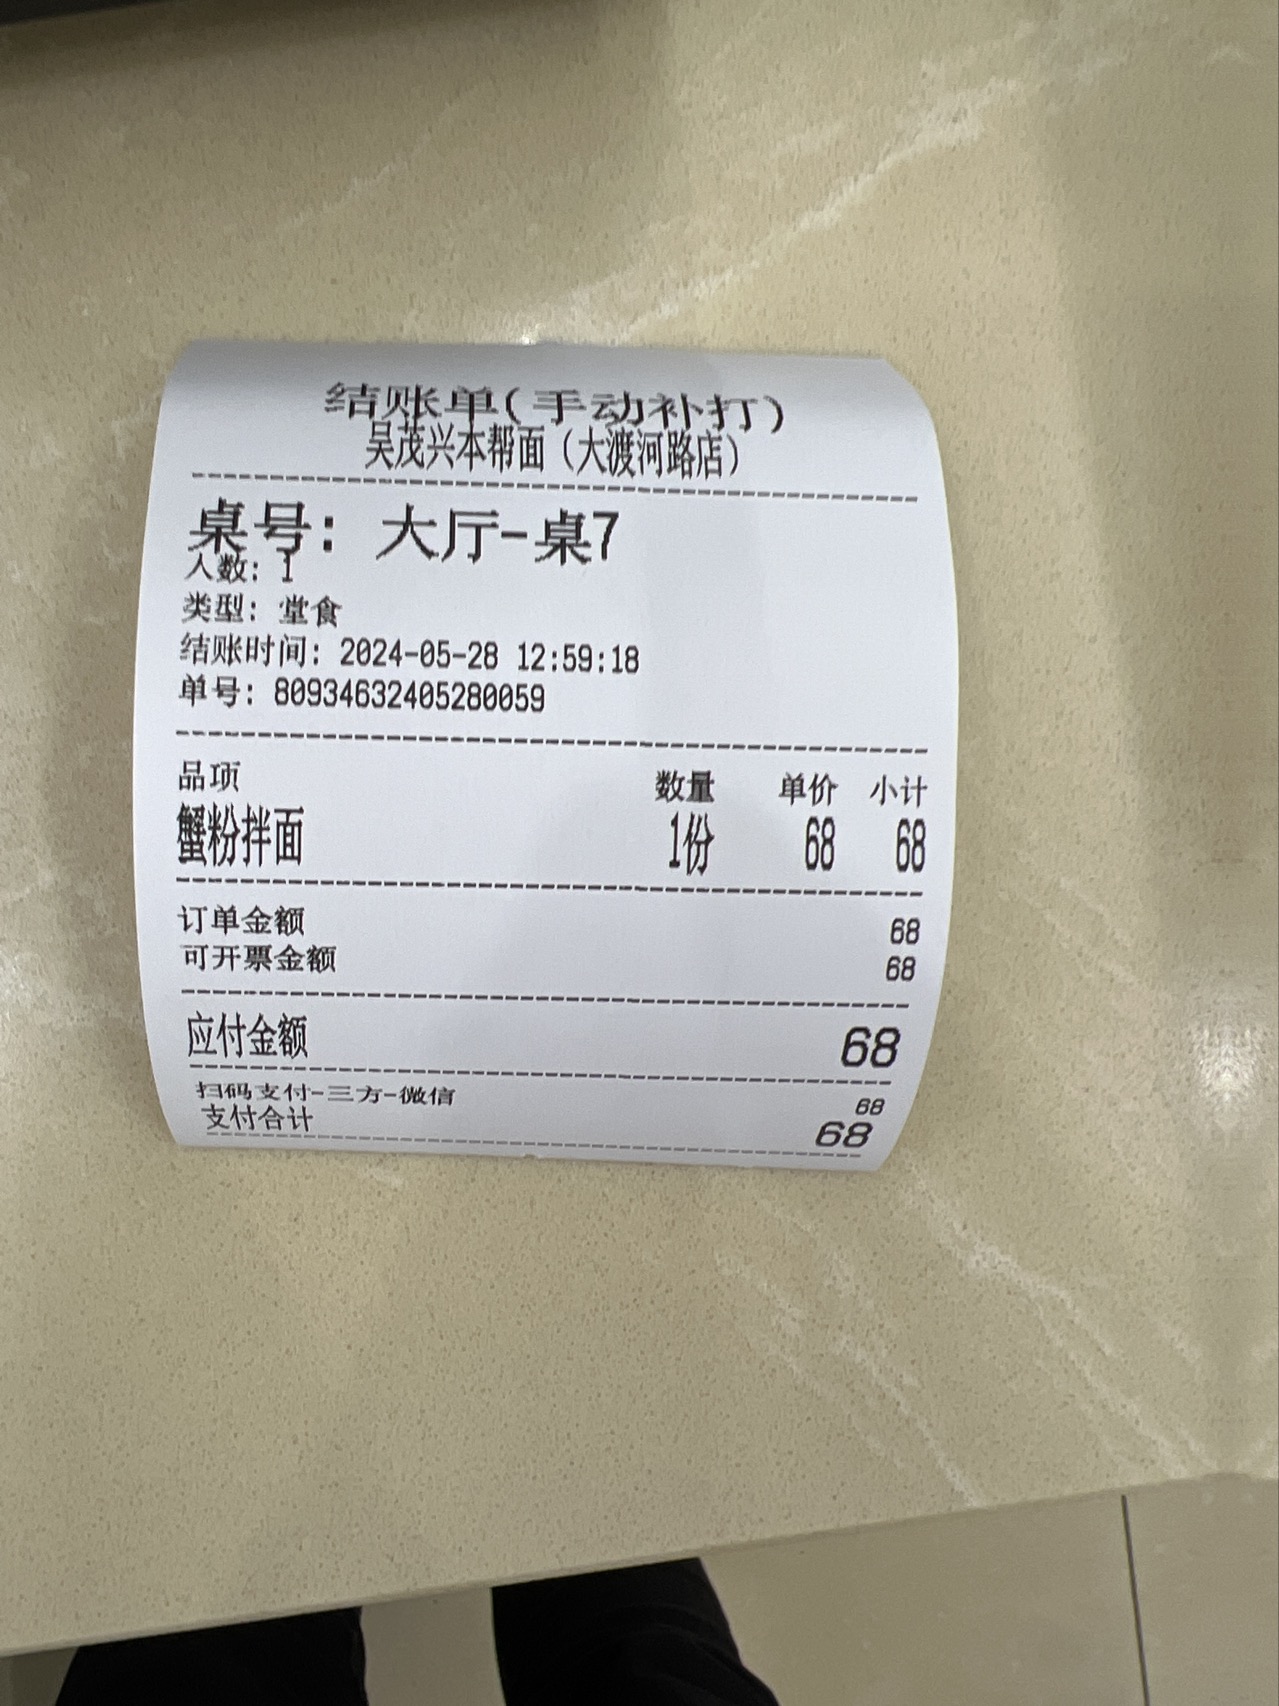 结账单(手动补打)
吴茂兴本帮面（大渡河路店）
桌号: 大厅-桌7
人数: 1
类型: 堂食
结账时间: 2024-05-28 12:59:18
单号: 80934632405280059
品项 数量 单价 小计
蟹粉拌面 1份 68 68
订单金额 68
可开票金额 68
应付金额 68
扫码支付-三方-微信 68
支付合计 68